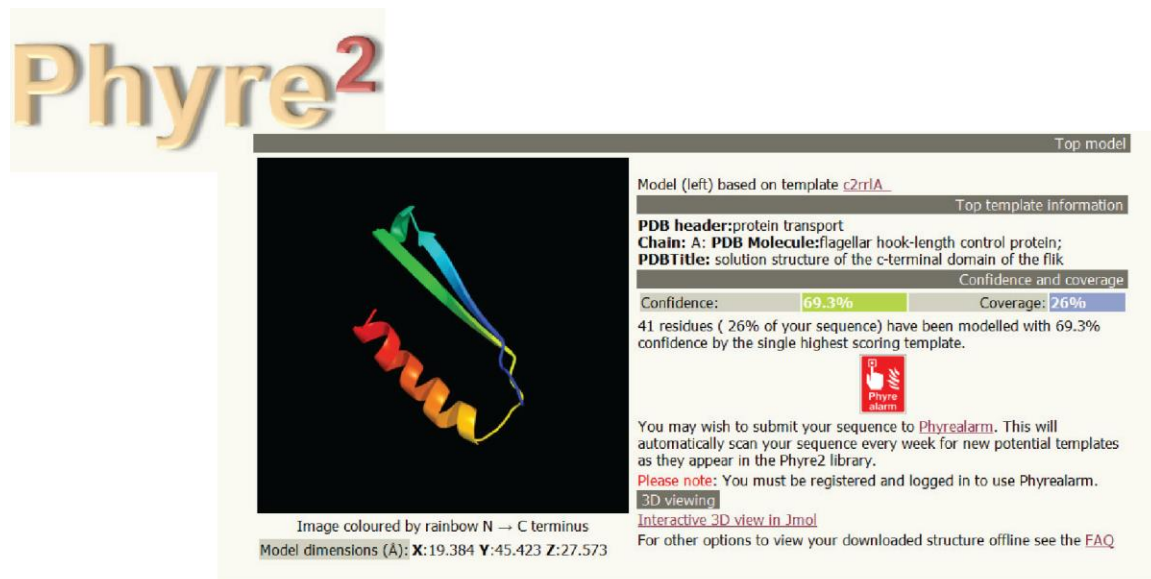 Phyre2
Top model
Model (left) based on template c2rrlA_
Top template information
PDB header:protein transport
Chain: A: PDB Molecule:flagellar hook-length control protein;
PDBTitle: solution structure of the c-terminal domain of the flik
Confidence and coverage
Confidence: 69.3% Coverage: 26%
41 residues ( 26% of your sequence) have been modelled with 69.3%
confidence by the single highest scoring template.
Phyre
alarm
You may wish to submit your sequence to Phyrealarm. This will
automatically scan your sequence every week for new potential templates
as they appear in the Phyre2 library.
Please note: You must be registered and logged in to use Phyrealarm.
3D viewing
Interactive 3D view in Jmol
For other options to view your downloaded structure offline see the FAQ
Image coloured by rainbow N → C terminus
Model dimensions (Å): X:19.384 Y:45.423 Z:27.573